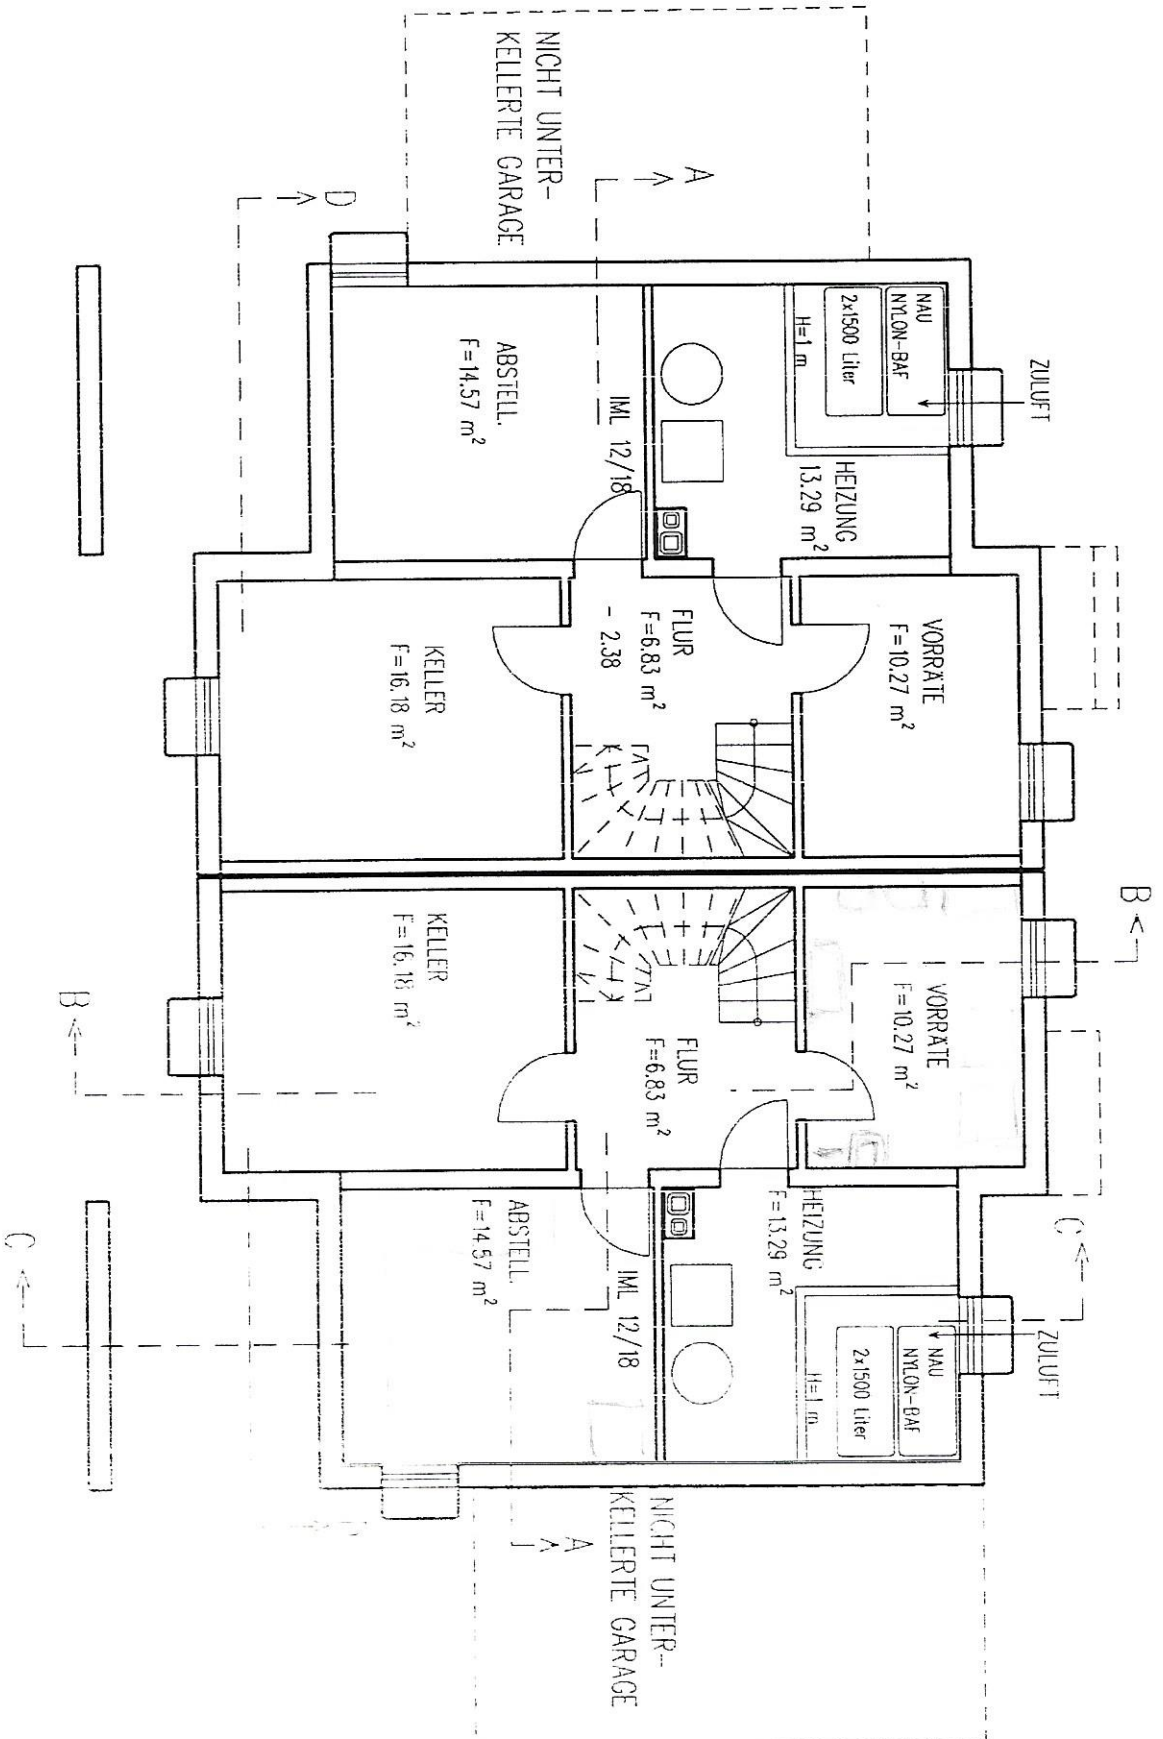 NICHT UNTER-
KELLERTE GARAGE
A
D
ZULUFT
NAU
NYLON-BAF
2x1500 Liter
H=1 m
HEIZUNG
13.29 m²
IML 12/18
ABSTELL.
F=14.57 m²
VORRÄTE
F=10.27 m²
FLUR
F=6.83 m²
- 2.38
KELLER
F=16.18 m²
B
VORRÄTE
F=10.27 m²
FLUR
F=6.83 m²
KELLER
F=16.18 m²
B
C
ZULUFT
NAU
NYLON-BAF
2x1500 Liter
H=1 m
HEIZUNG
F=13.29 m²
IML 12/18
ABSTELL.
F=14.57 m²
C
A
NICHT UNTER-
KELLERTE GARAGE